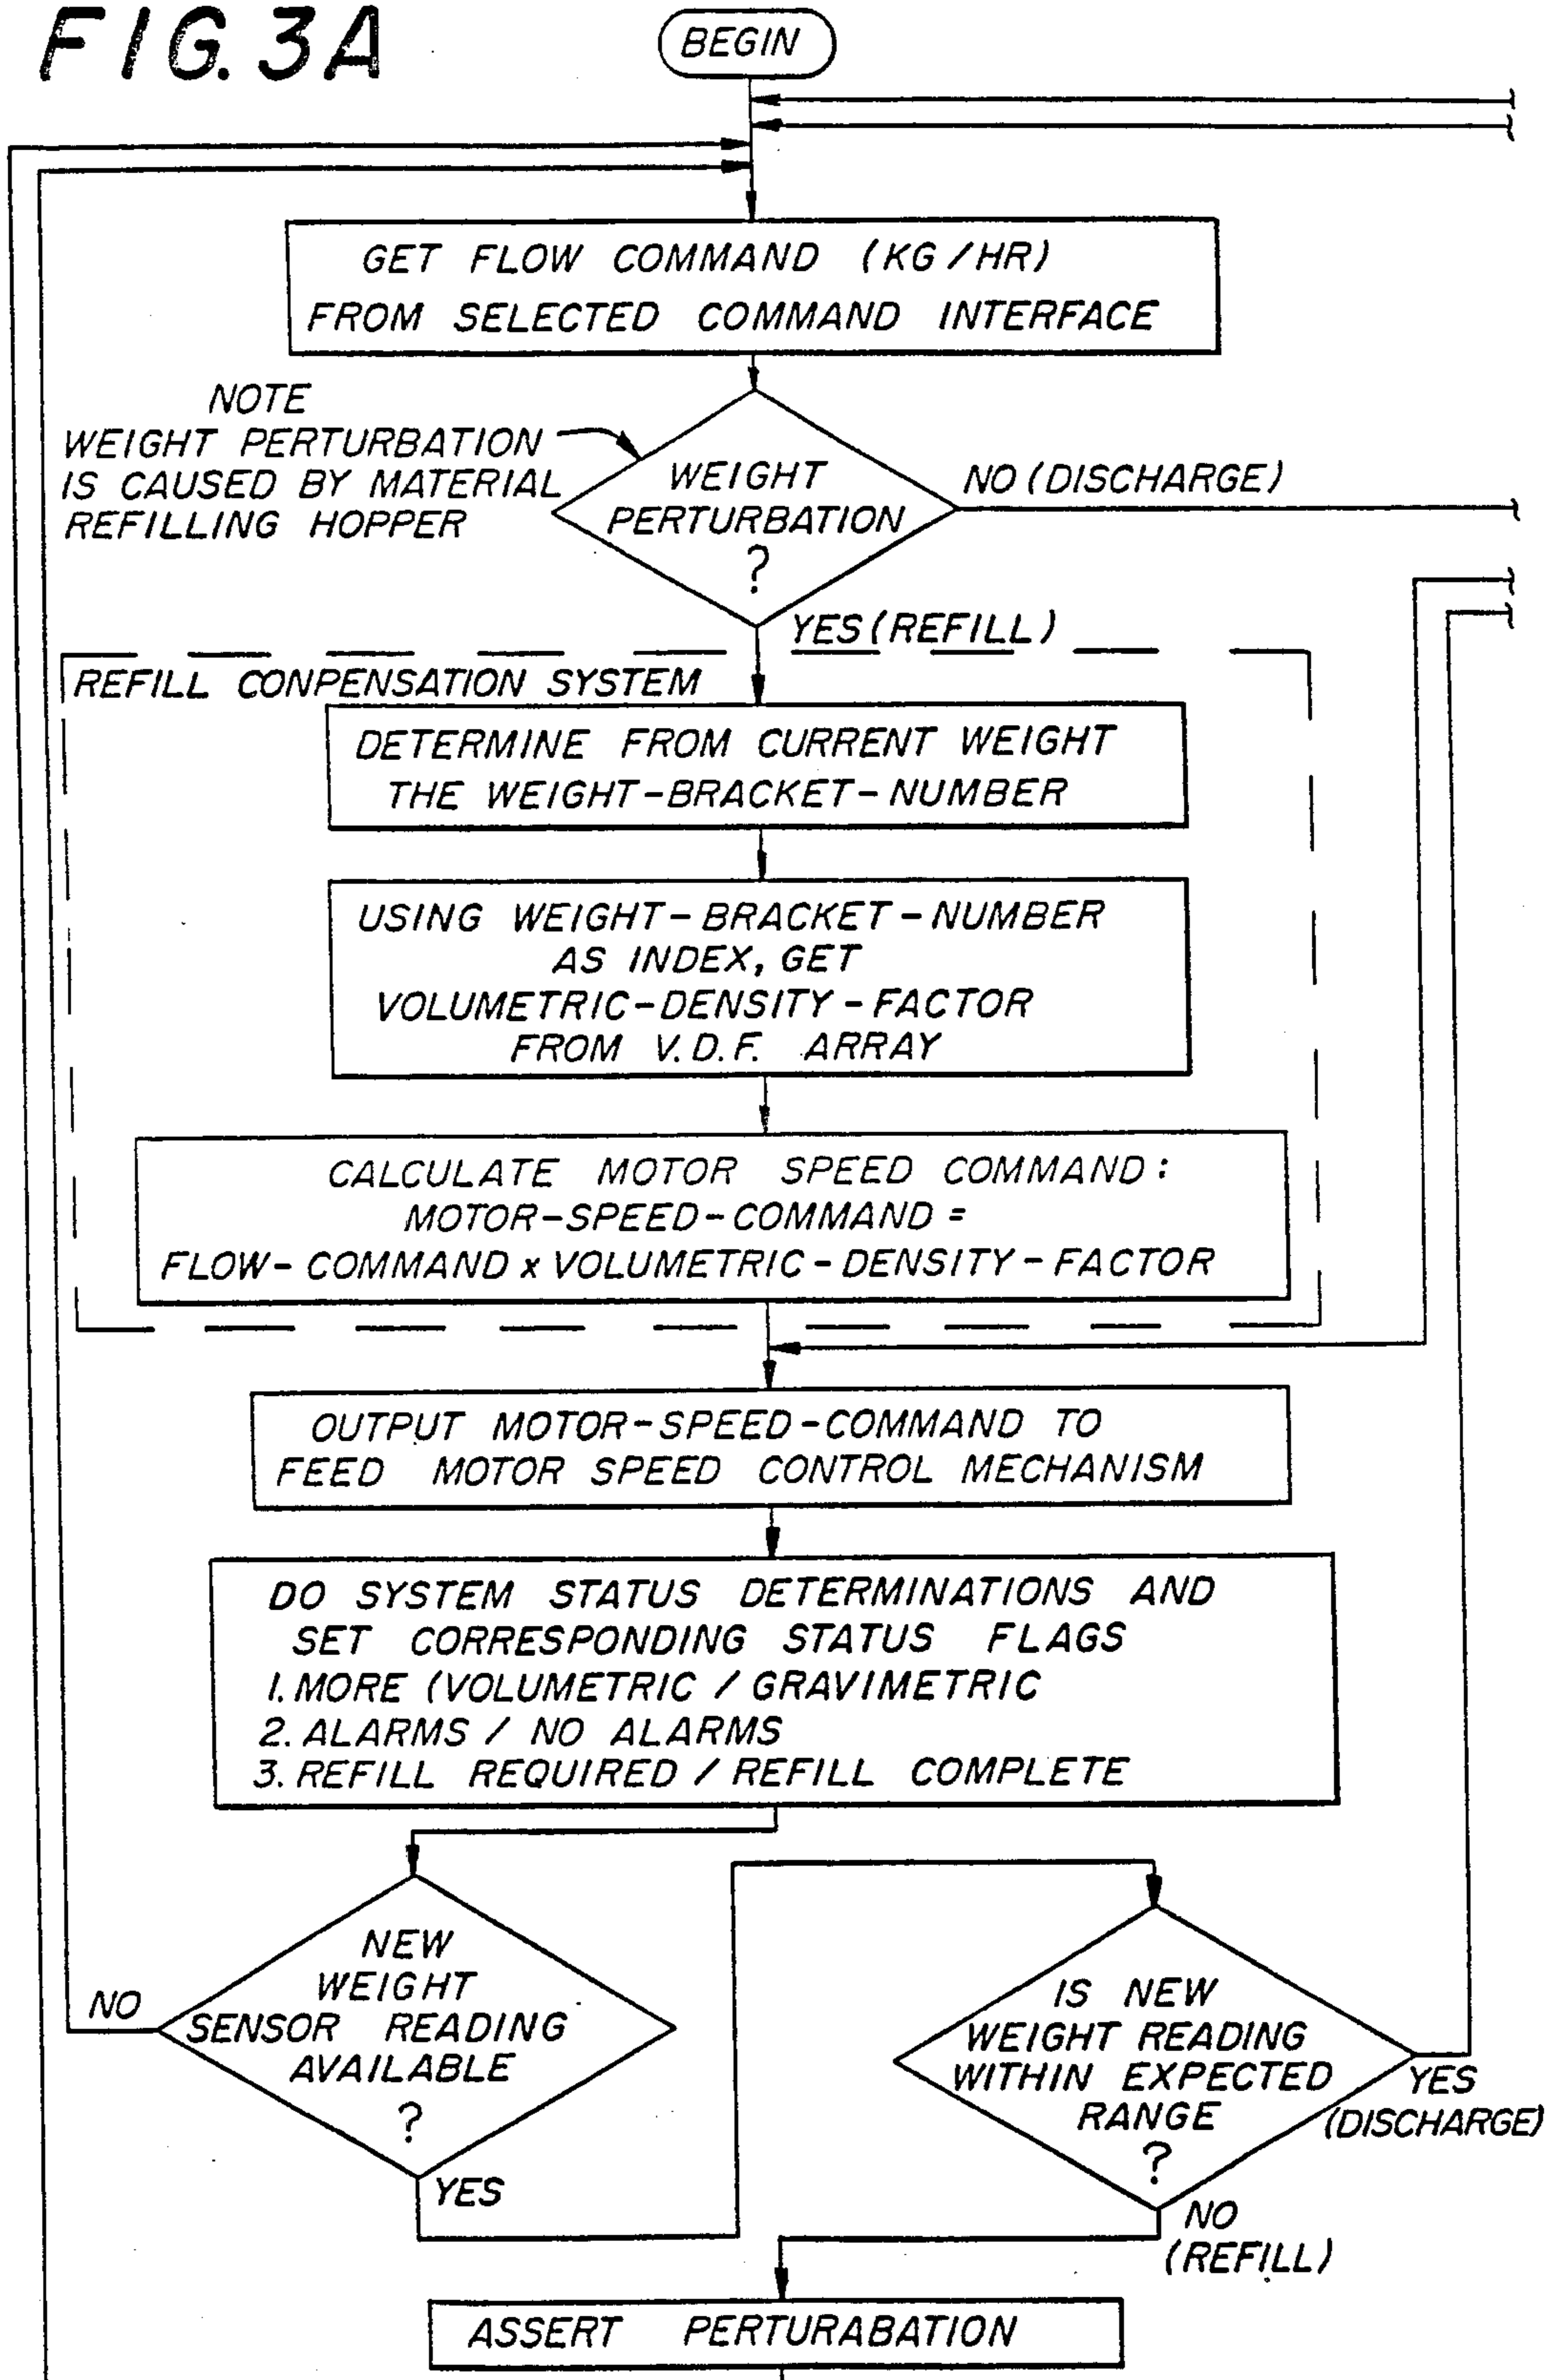 FIG. 3A
BEGIN
GET FLOW COMMAND (KG/HR)
FROM SELECTED COMMAND INTERFACE
NOTE
WEIGHT PERTURBATION
IS CAUSED BY MATERIAL
REFILLING HOPPER
WEIGHT
PERTURBATION
?
NO (DISCHARGE)
YES (REFILL)
REFILL CONPENSATION SYSTEM
DETERMINE FROM CURRENT WEIGHT
THE WEIGHT-BRACKET-NUMBER
USING WEIGHT-BRACKET-NUMBER
AS INDEX, GET
VOLUMETRIC-DENSITY-FACTOR
FROM V.D.F. ARRAY
CALCULATE MOTOR SPEED COMMAND:
MOTOR-SPEED-COMMAND =
FLOW-COMMAND x VOLUMETRIC-DENSITY-FACTOR
OUTPUT MOTOR-SPEED-COMMAND TO
FEED MOTOR SPEED CONTROL MECHANISM
DO SYSTEM STATUS DETERMINATIONS AND
SET CORRESPONDING STATUS FLAGS
1. MORE (VOLUMETRIC / GRAVIMETRIC
2. ALARMS / NO ALARMS
3. REFILL REQUIRED / REFILL COMPLETE
NEW
WEIGHT
SENSOR READING
AVAILABLE
?
NO
YES
IS NEW
WEIGHT READING
WITHIN EXPECTED
RANGE
?
YES
(DISCHARGE)
NO
(REFILL)
ASSERT PERTURABATION